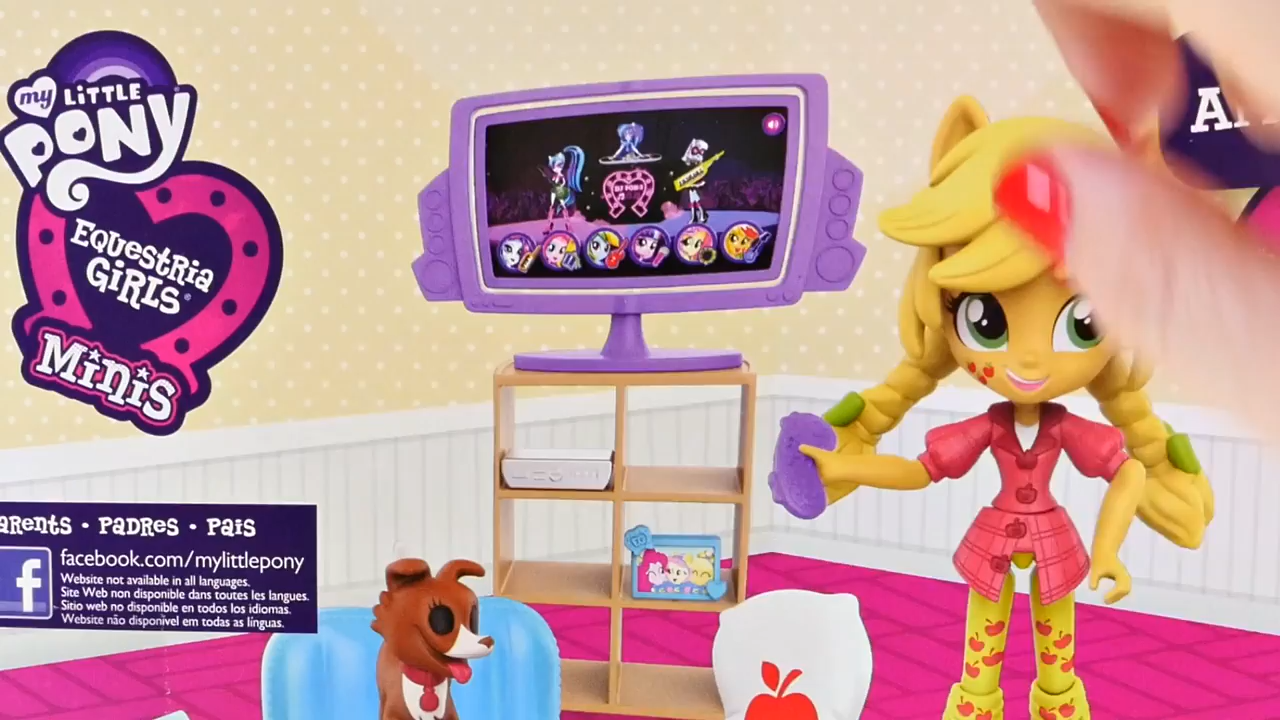 my LiTTLE
PONY
EQUESTRIA
GIRLS®
MiNiS
ARENTS • PADRES • PAIS
f facebook.com/mylittlepony
Website not available in all languages.
Site Web non disponible dans toutes les langues.
Sitio web no disponible en todos los idiomas.
Website não disponível em todas as línguas.